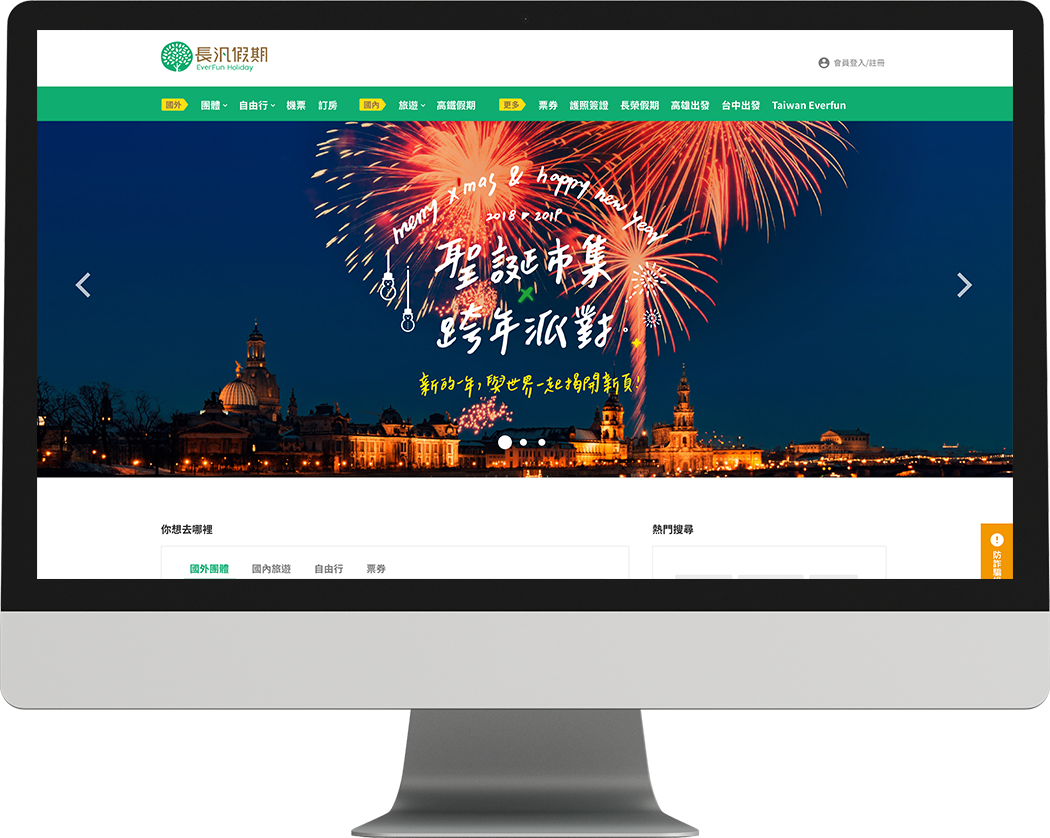 長汎假期
EverFun Holiday
會員登入/註冊
國外 團體 自由行 機票 訂房 國內 旅遊 高鐵假期 更多 票券 護照簽證 長榮假期 高雄出發 台中出發 Taiwan Everfun
merry xmas & happy new year
2018 2019
聖誕市集
跨年派對
新的一年,與世界一起揭開新頁!
你想去哪裡
熱門搜尋
國外團體 國內旅遊 自由行 票券
防詐騙